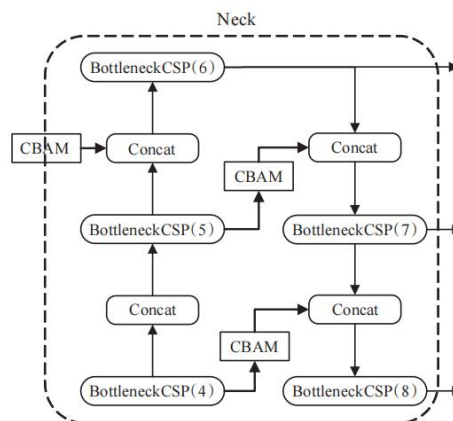 Neck
BottleneckCSP(6)
CBAM
Concat
Concat
CBAM
BottleneckCSP(5)
BottleneckCSP(7)
Concat
Concat
CBAM
BottleneckCSP(4)
BottleneckCSP(8)